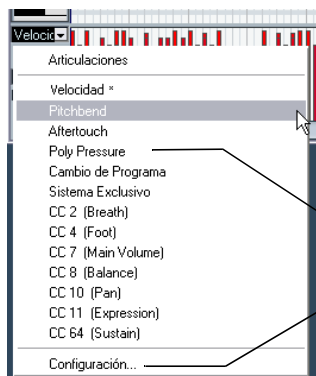 Velocic
Articulaciones
Velocidad *
Pitchbend
Aftertouch
Poly Pressure
Cambio de Programa
Sistema Exclusivo
CC 2 (Breath)
CC 4 (Foot)
CC 7 (Main Volume)
CC 8 (Balance)
CC 10 (Pan)
CC 11 (Expression)
CC 64 (Sustain)
Configuración...